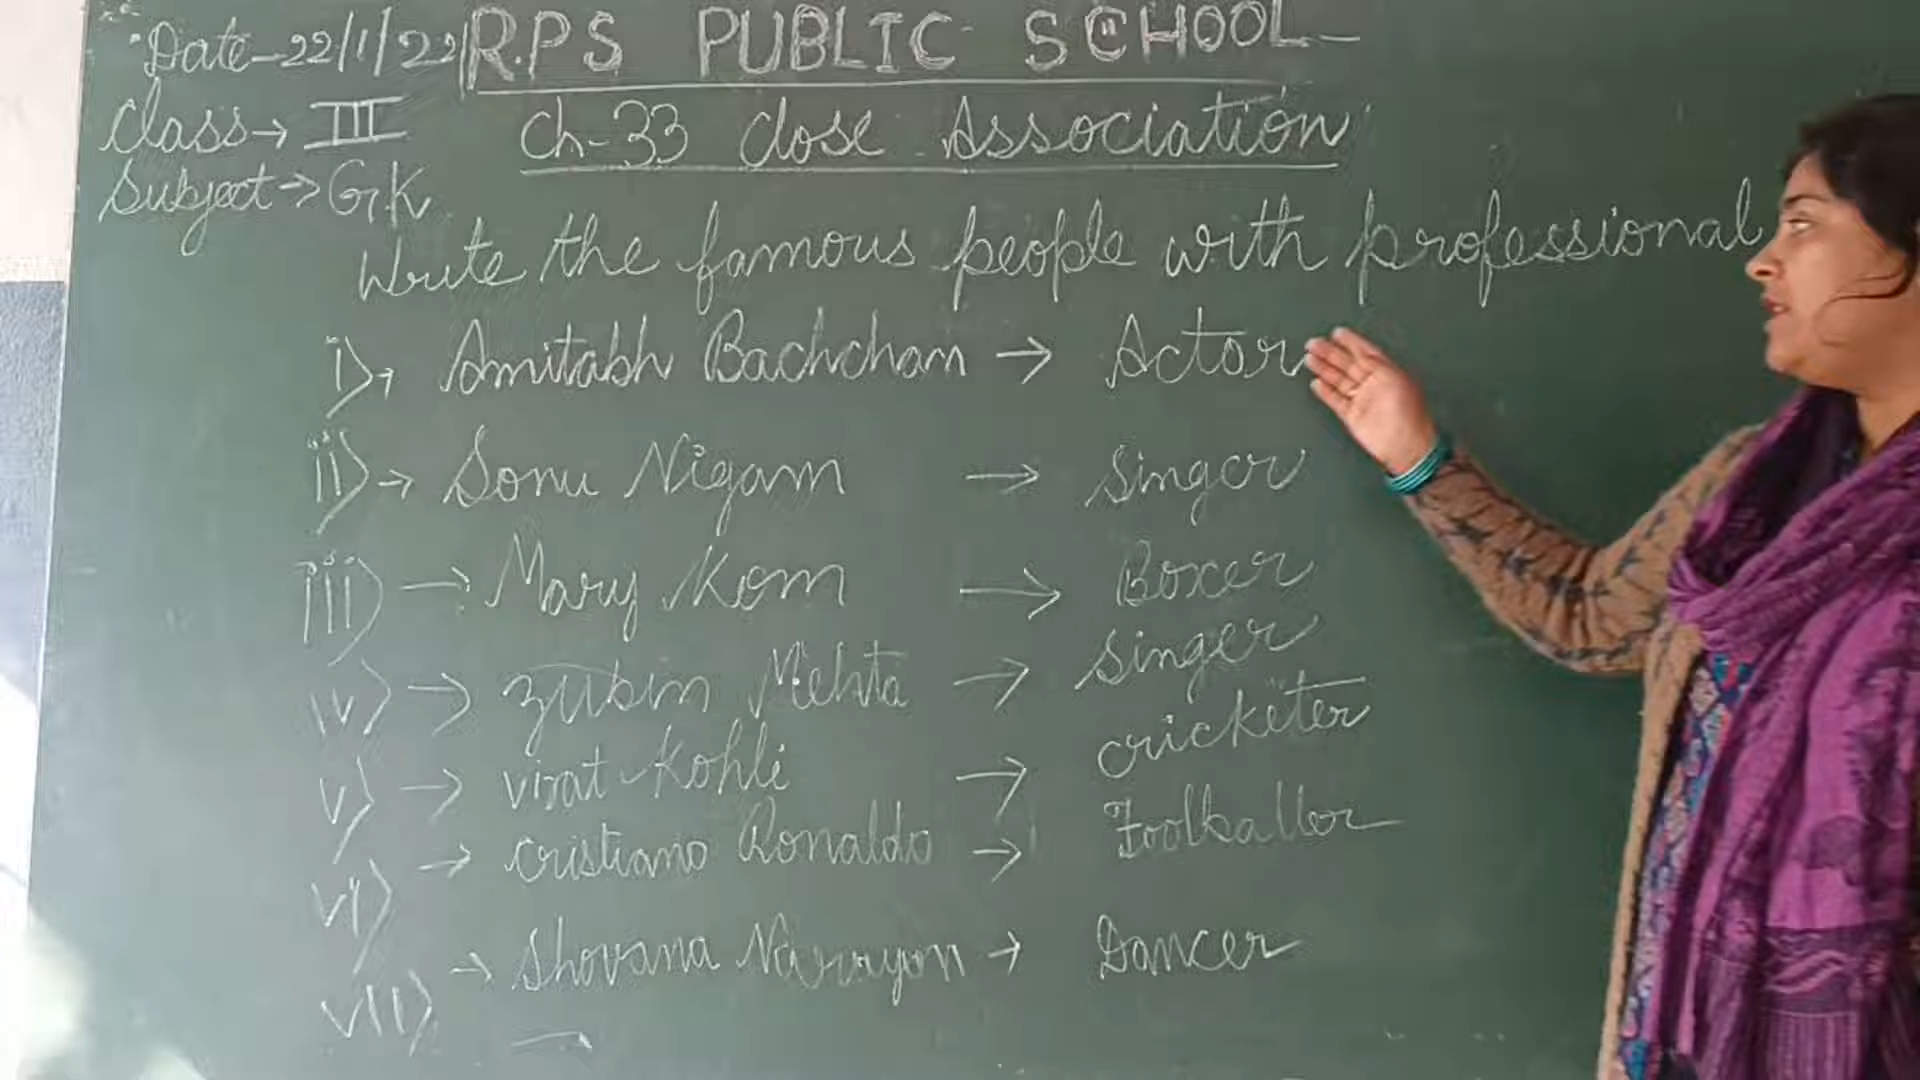 Date-22/1/22 R.P.S PUBLIC SCHOOL
Class→ III
Ch-33 Close Association
Subject→ G.K
Write the famous people with professional
i)→ Amitabh Bachchan → Actor
ii)→ Sonu Nigam → Singer
iii) → Mary Kom → Boxer
iv) → Zubin Mehta → Singer
v) → Virat Kohli → cricketer
vi) → Cristiano Ronaldo → Footballer
vii) → Shovana Narayan → Dancer